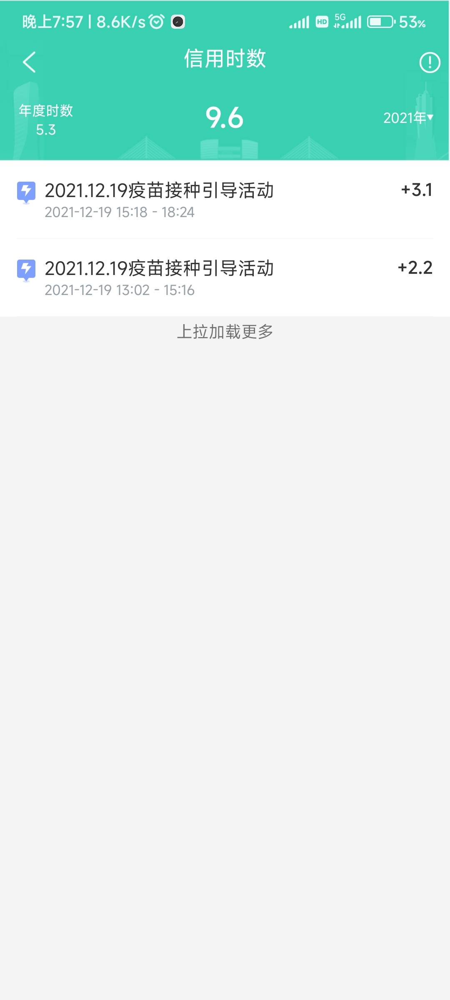 晚上7:57 | 8.6K/s
HD 5G 53%
信用时数
年度时数
5.3
9.6
2021年▼
2021.12.19疫苗接种引导活动 +3.1
2021-12-19 15:18 - 18:24
2021.12.19疫苗接种引导活动 +2.2
2021-12-19 13:02 - 15:16
上拉加载更多